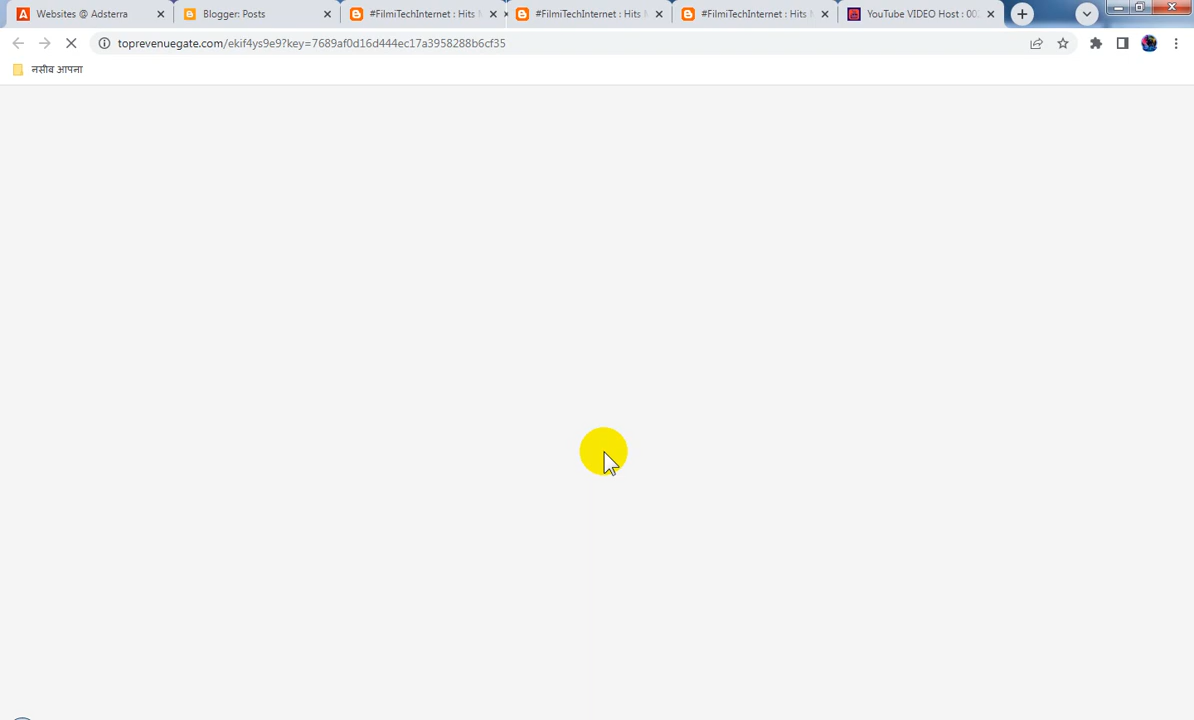 Websites @ Adsterra
Blogger: Posts
#FilmiTechInternet : Hits
#FilmiTechInternet : Hits
#FilmiTechInternet : Hits
YouTube VIDEO Host : 00
toprevenuegate.com/ekif4ys9e9?key=7689af0d16d444ec17a3958288b6cf35
नसीब आपना